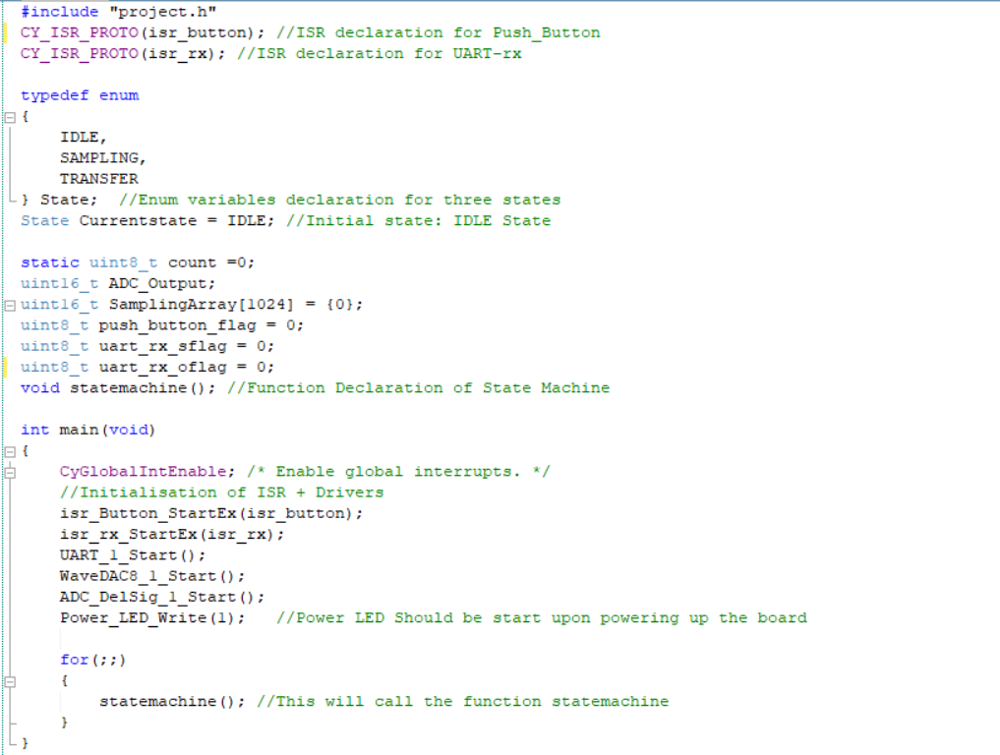 #include "project.h"
CY_ISR_PROTO(isr_button); //ISR declaration for Push_Button
CY_ISR_PROTO(isr_rx); //ISR declaration for UART-rx
typedef enum
{
    IDLE,
    SAMPLING,
    TRANSFER
} State;  //Enum variables declaration for three states
State Currentstate = IDLE; //Initial state: IDLE State
static uint8_t count =0;
uint16_t ADC_Output;
uint16_t SamplingArray[1024] = {0};
uint8_t push_button_flag = 0;
uint8_t uart_rx_sflag = 0;
uint8_t uart_rx_oflag = 0;
void statemachine(); //Function Declaration of State Machine
int main(void)
{
    CyGlobalIntEnable; /* Enable global interrupts. */
    //Initialisation of ISR + Drivers
    isr_Button_StartEx(isr_button);
    isr_rx_StartEx(isr_rx);
    UART_1_Start();
    WaveDAC8_1_Start();
    ADC_DelSig_1_Start();
    Power_LED_Write(1);   //Power LED Should be start upon powering up the board
    for(;;)
    {
        statemachine(); //This will call the function statemachine
    }
}